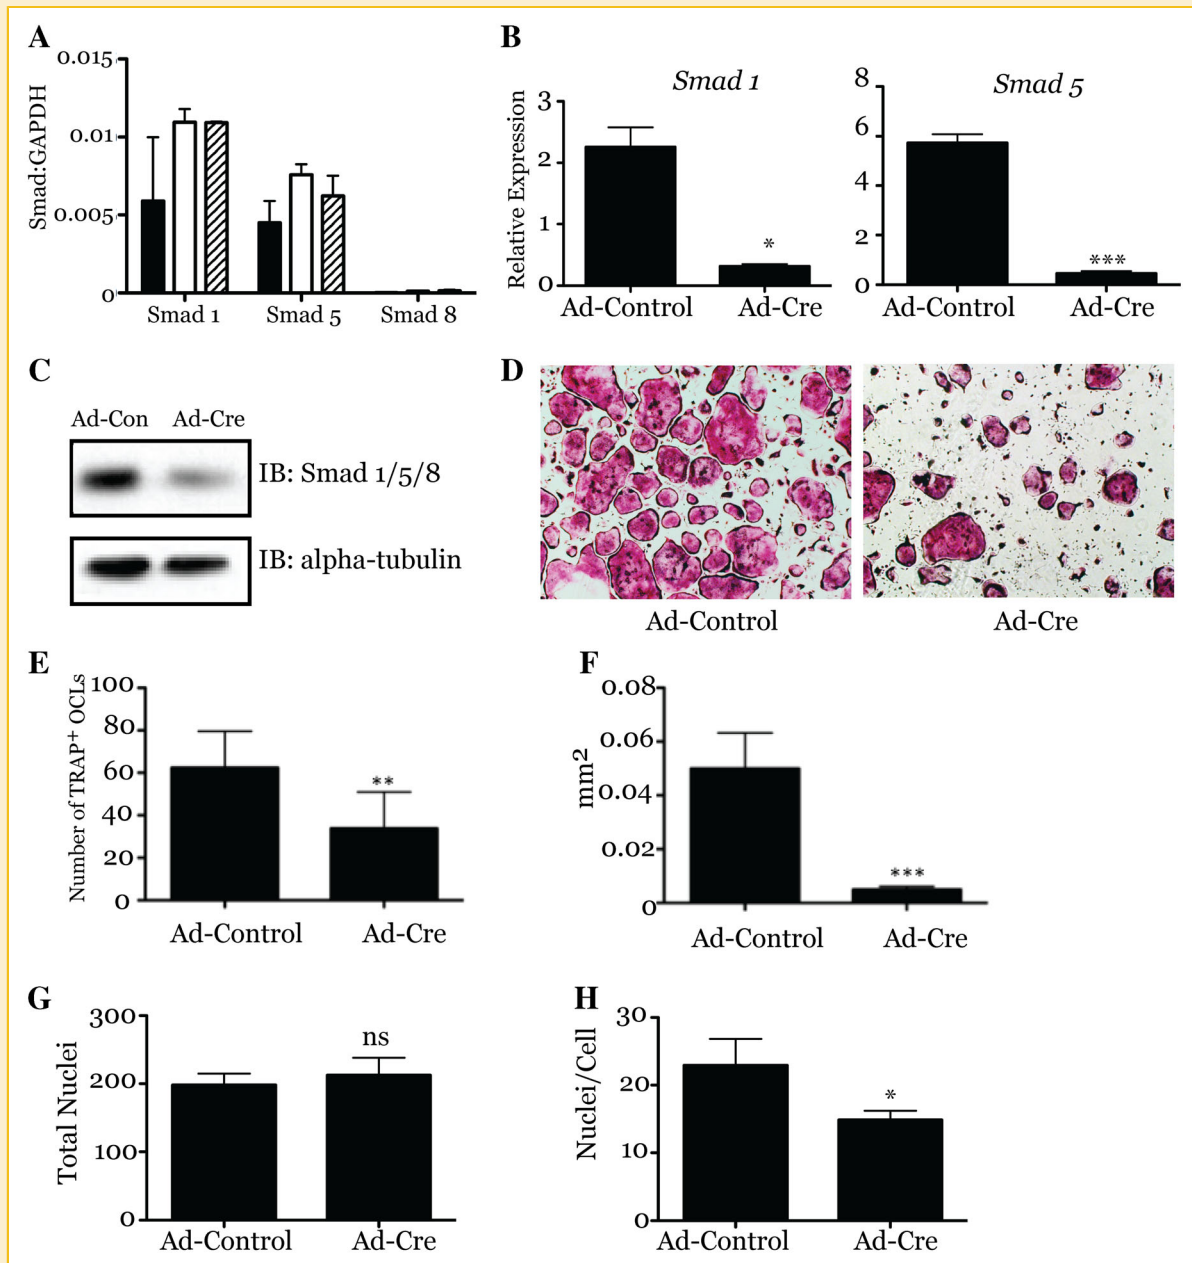 A
Smad:GAPDH
0.015
0.01
0.005
0
Smad 1
Smad 5
Smad 8
B
Relative Expression
Smad 1
3
2
1
0
*
Ad-Control
Ad-Cre
Smad 5
8
6
4
2
0
***
Ad-Control
Ad-Cre
C
Ad-Con Ad-Cre
IB: Smad 1/5/8
IB: alpha-tubulin
D
Ad-Control
Ad-Cre
E
Number of TRAP+ OCLs
100
80
60
40
20
0
**
Ad-Control
Ad-Cre
F
mm2
0.08
0.06
0.04
0.02
0
***
Ad-Control
Ad-Cre
G
Total Nuclei
300
200
100
0
ns
Ad-Control
Ad-Cre
H
Nuclei/Cell
30
20
10
0
*
Ad-Control
Ad-Cre